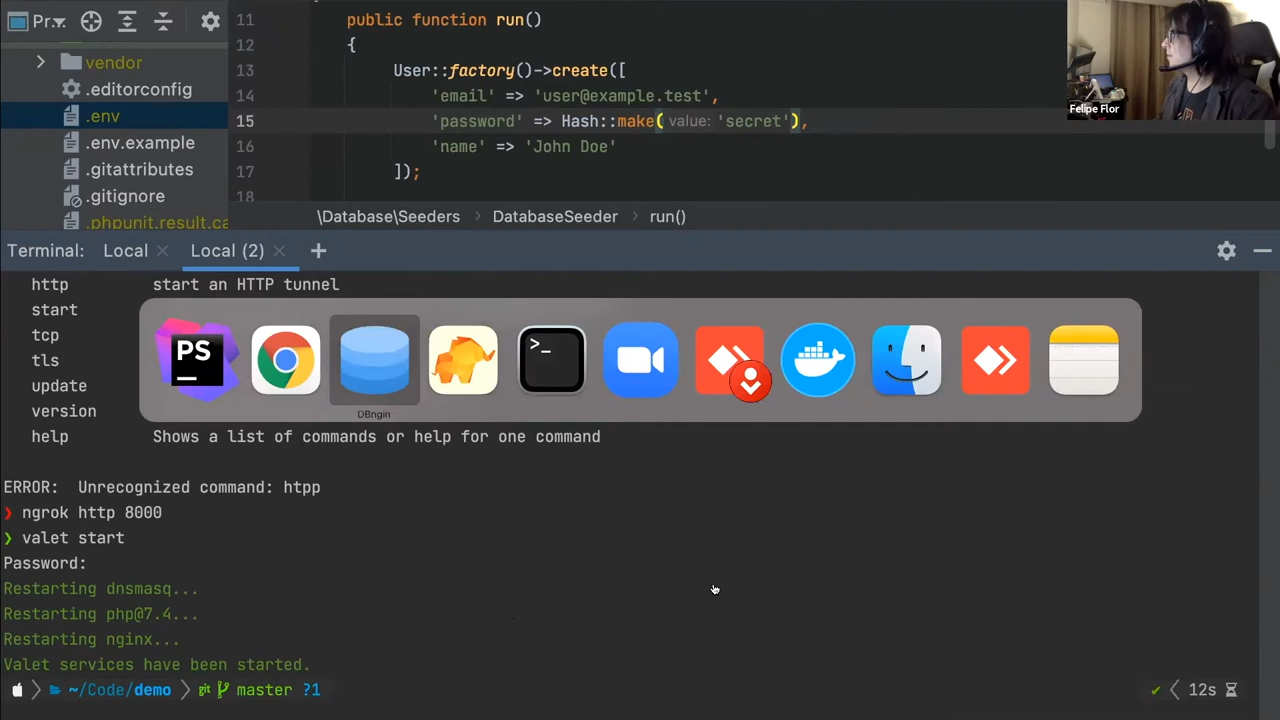 Pr...
11 public function run()
12 {
13 User::factory()->create([
14 'email' => 'user@example.test',
15 'password' => Hash::make( value: 'secret'),
16 'name' => 'John Doe'
17 ]);
18
vendor
.editorconfig
.env
.env.example
.gitattributes
.gitignore
.phpunit.result.ca
Felipe Flor
\Database\Seeders > DatabaseSeeder > run()
Terminal: Local × Local (2) × +
http start an HTTP tunnel
start
tcp
tls
update
version
help Shows a list of commands or help for one command
PS
>_
DBngin
ERROR: Unrecognized command: htpp
❯ ngrok http 8000
❯ valet start
Password:
Restarting dnsmasq...
Restarting php@7.4...
Restarting nginx...
Valet services have been started.
~/Code/demo git master ?1 ✔ 12s